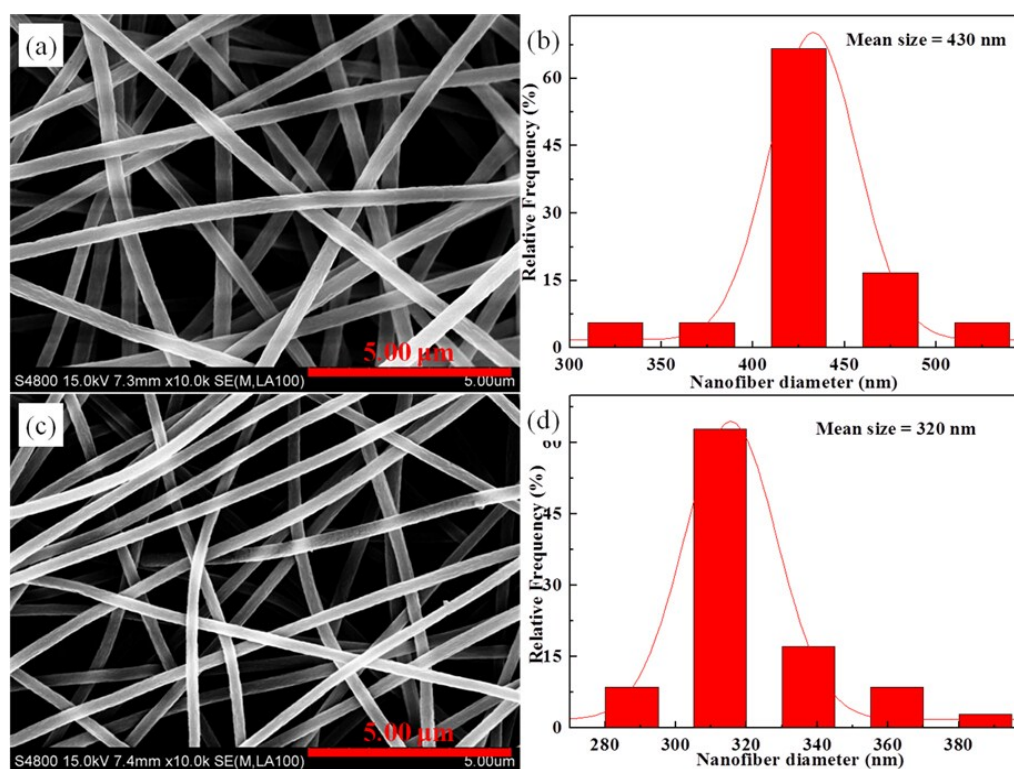 (a)
5.00 μm
S4800 15.0kV 7.3mm x10.0k SE(M,LA100)
5.00um
(b)
Mean size = 430 nm
Relative Frequency (%)
60
45
30
15
0
300 350 400 450 500
Nanofiber diameter (nm)
(c)
5.00 μm
S4800 15.0kV 7.4mm x10.0k SE(M,LA100)
5.00um
(d)
Mean size = 320 nm
Relative Frequency (%)
60
45
30
15
0
280 300 320 340 360 380
Nanofiber diameter (nm)